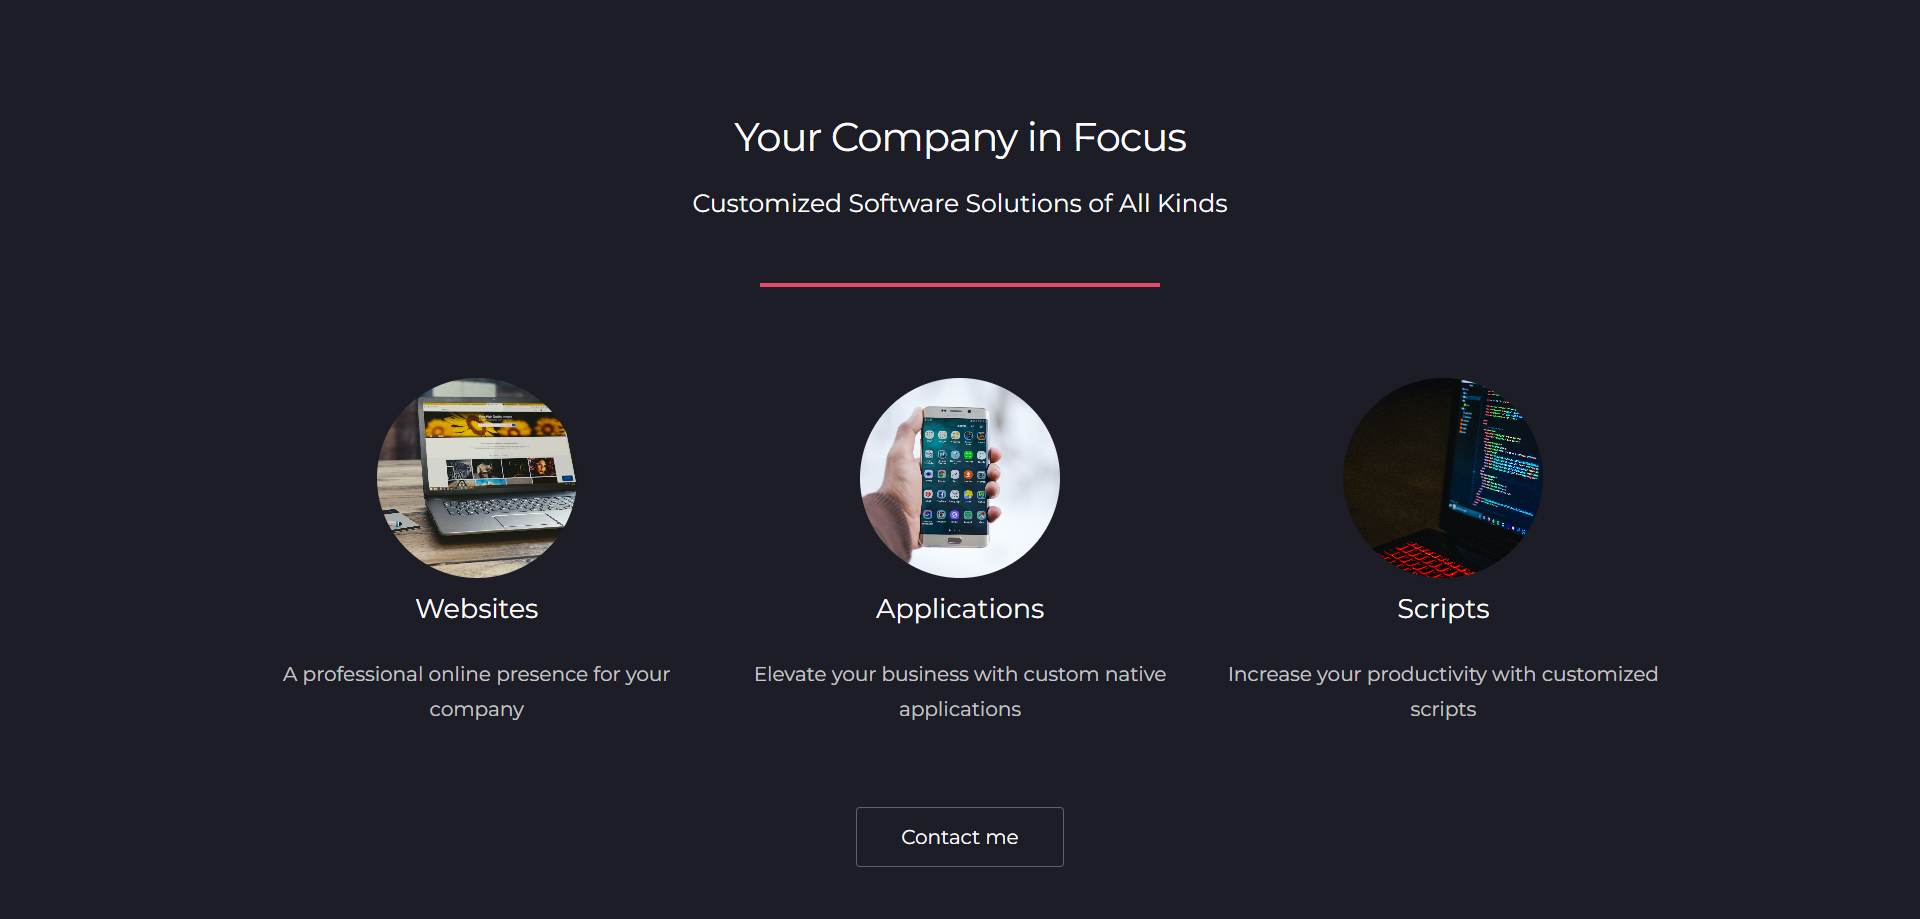 Your Company in Focus
Customized Software Solutions of All Kinds
Websites
Applications
Scripts
A professional online presence for your
company
Elevate your business with custom native
applications
Increase your productivity with customized
scripts
Contact me